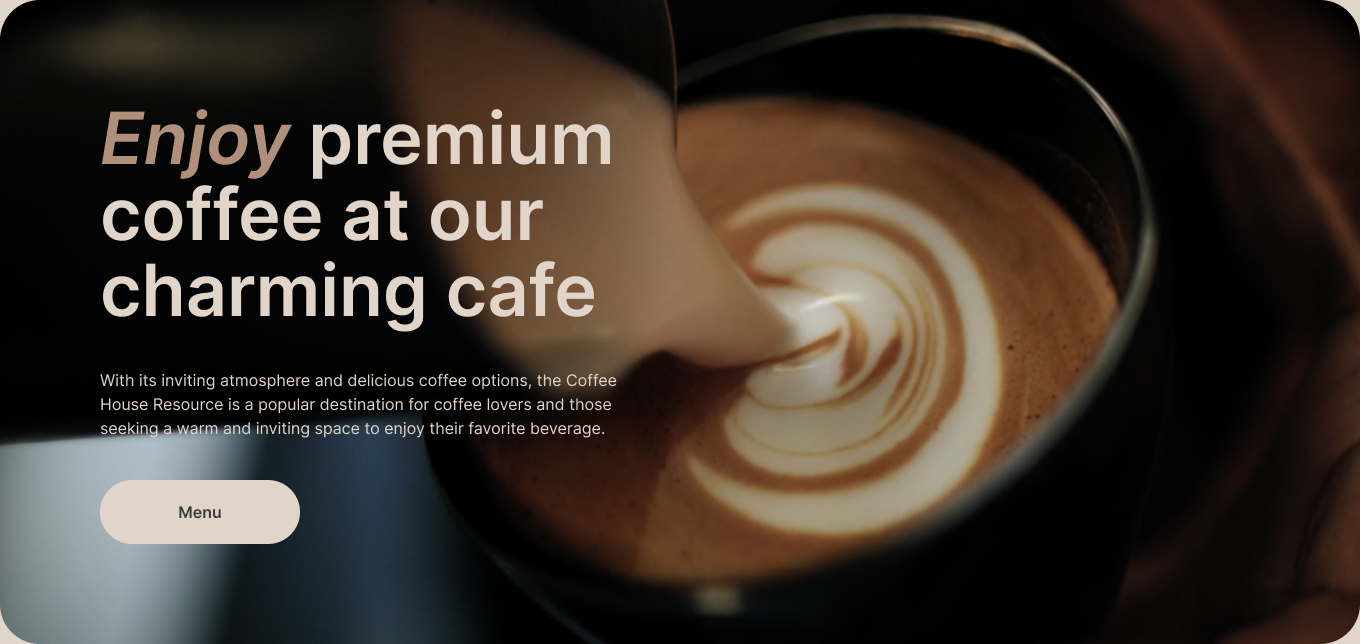 Enjoy premium
coffee at our
charming cafe
With its inviting atmosphere and delicious coffee options, the Coffee
House Resource is a popular destination for coffee lovers and those
seeking a warm and inviting space to enjoy their favorite beverage.
Menu